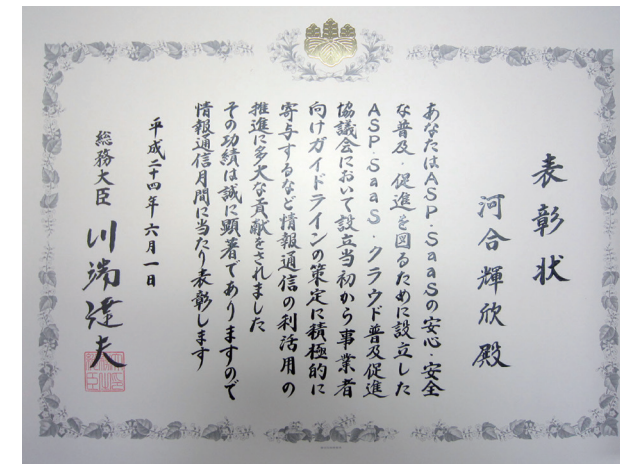 表彰状
河合輝欣殿
あなたはASP・SaaSの安心・安全
な普及・促進を図るために設立した
ASP・SaaS・クラウド普及促進
協議会において設立当初から事業者
向けガイドラインの策定に積極的に
寄与するなど情報通信の利活用の
推進に多大な貢献をされました
その功績は誠に顕著でありますので
情報通信月間に当たり表彰します
平成二十四年六月一日
総務大臣 川端達夫